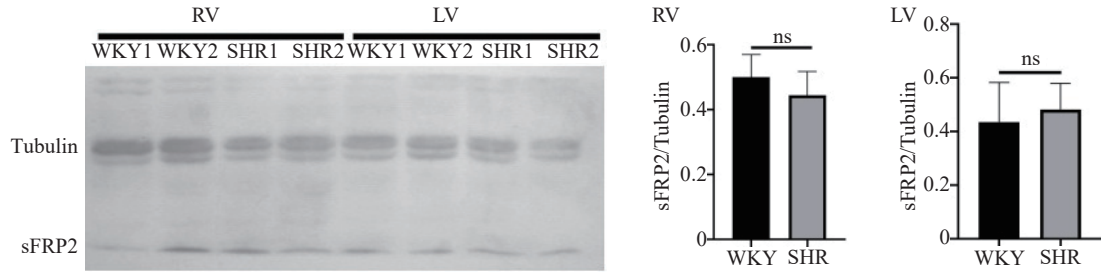 RV LV
WKY1 WKY2 SHR1 SHR2 WKY1 WKY2 SHR1 SHR2
Tubulin
sFRP2
RV
sFRP2/Tubulin
0.6
0.4
0.2
0
ns
WKY SHR
LV
sFRP2/Tubulin
0.8
0.6
0.4
0.2
0
ns
WKY SHR